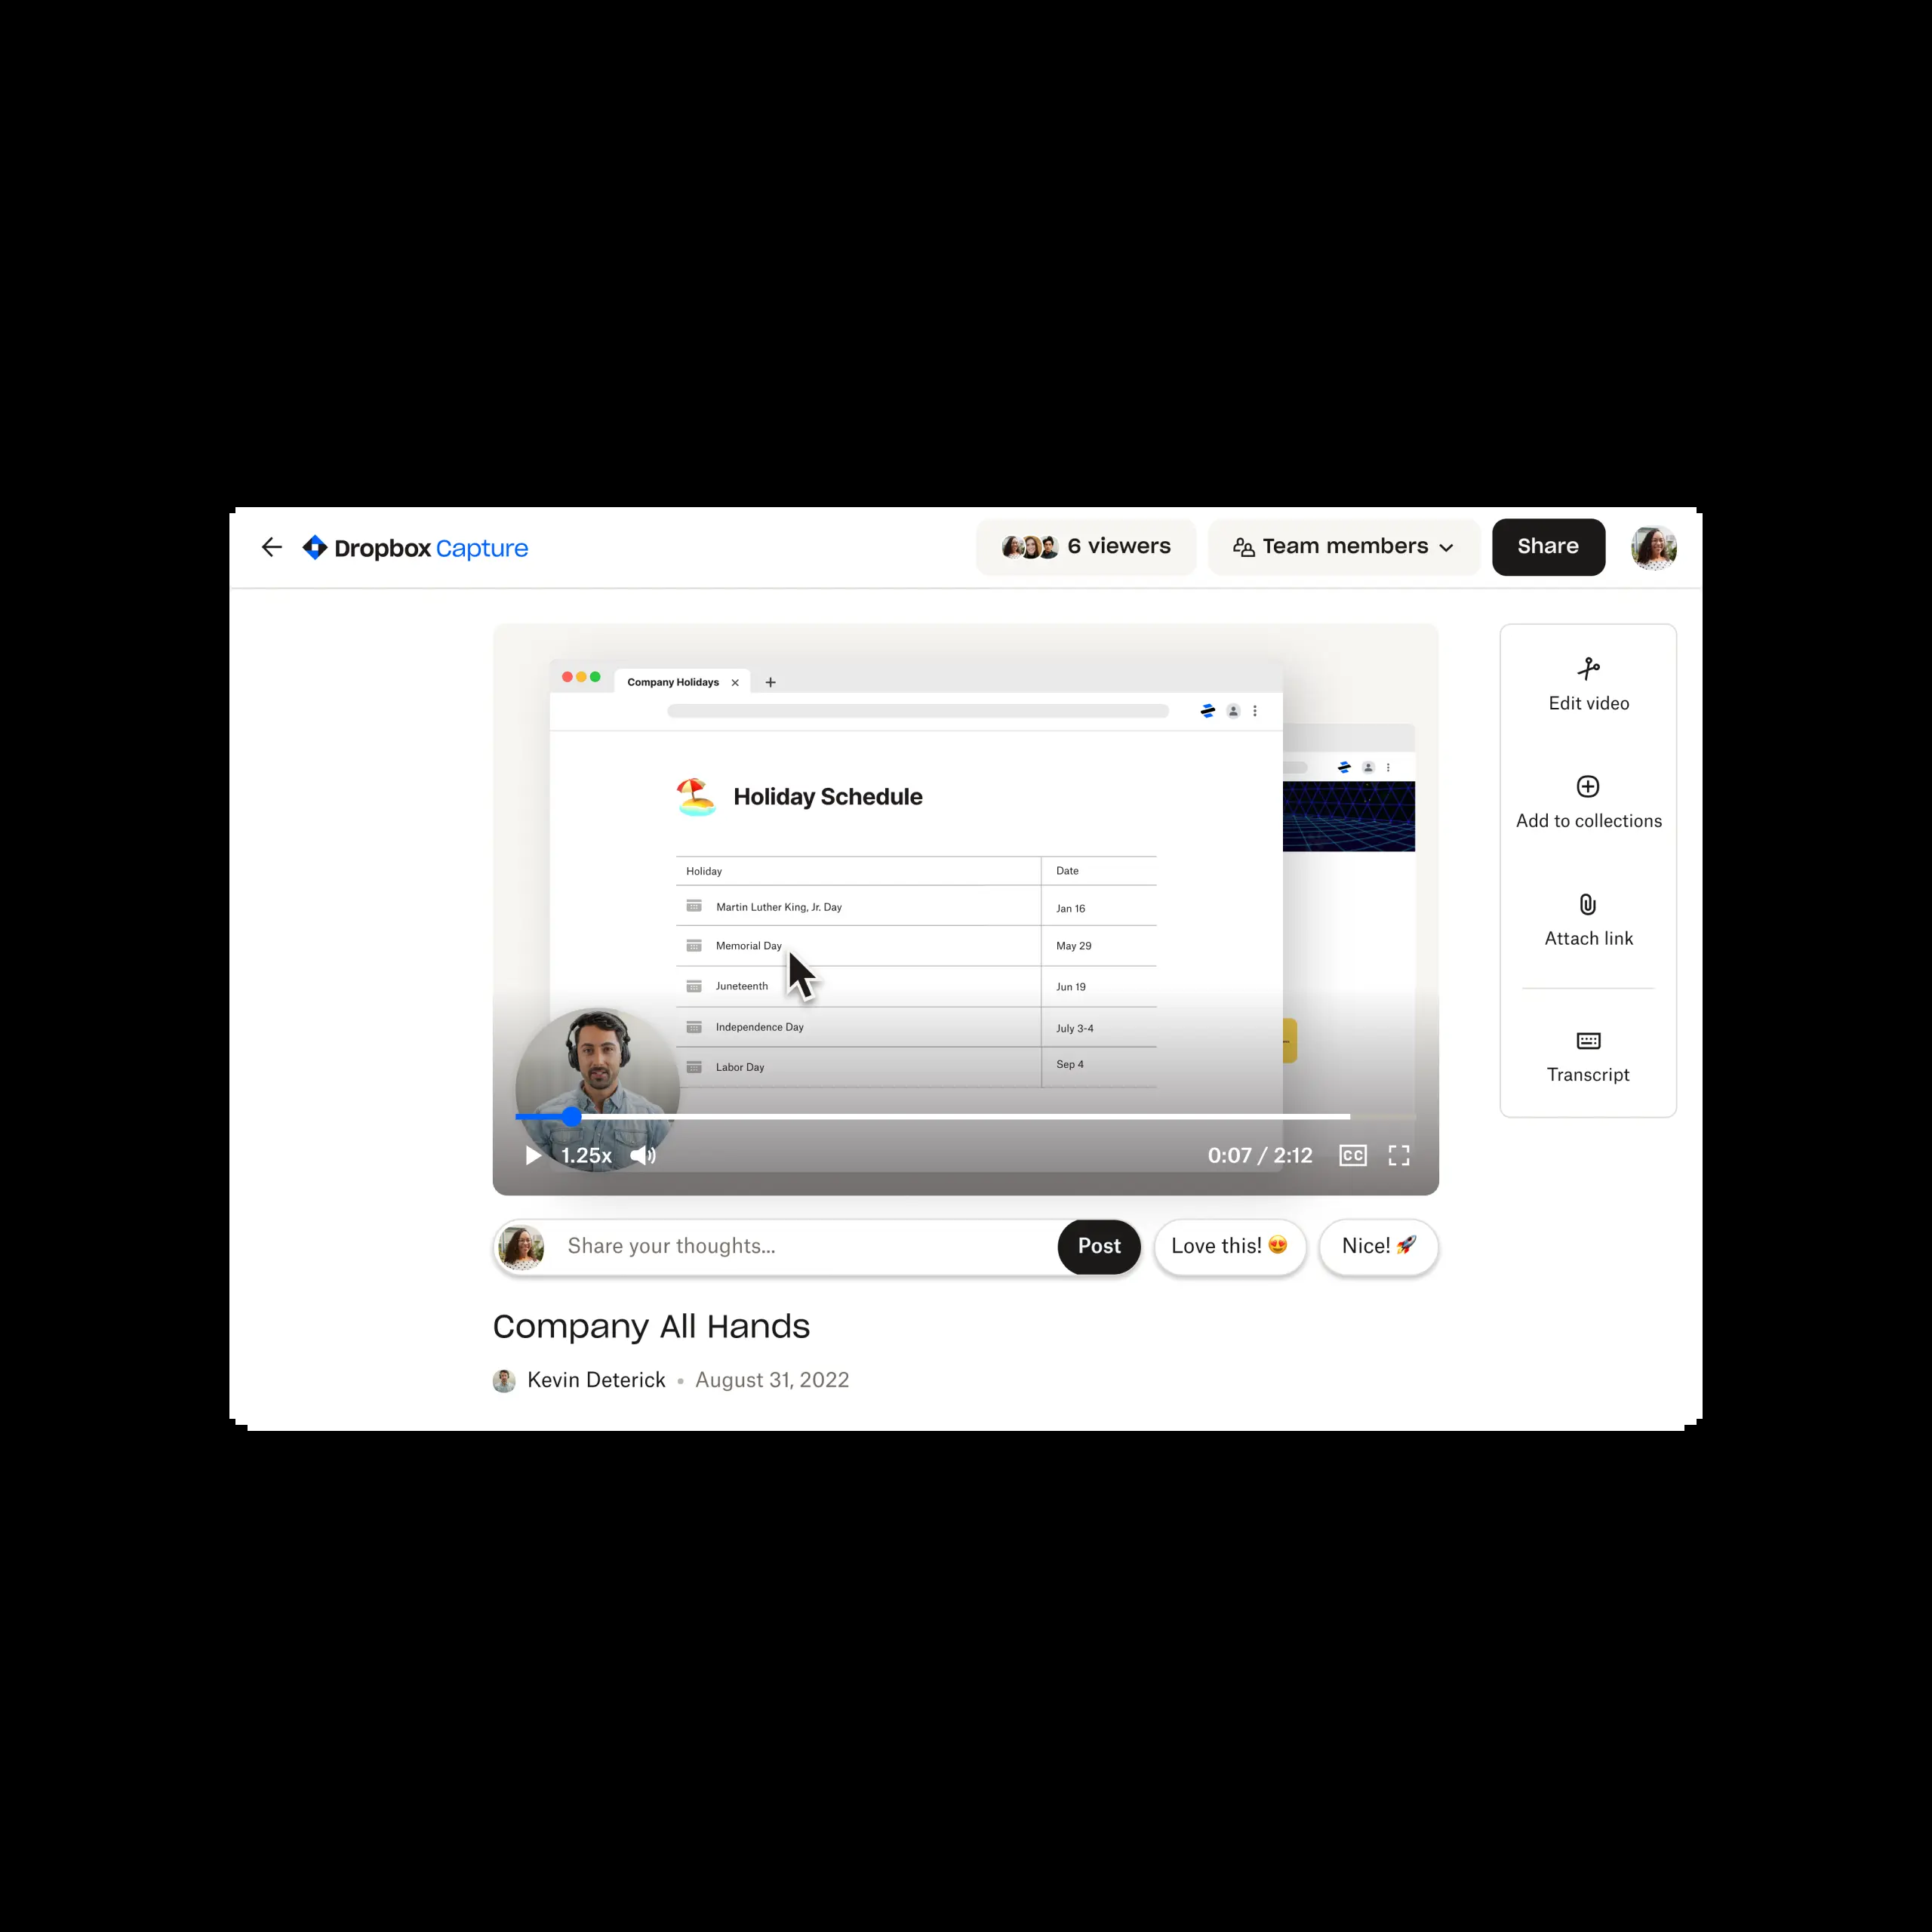 Dropbox Capture
6 viewers
Team members
Share
Company Holidays
Holiday Schedule
Holiday Date
Martin Luther King, Jr. Day Jan 16
Memorial Day May 29
Juneteenth Jun 19
Independence Day July 3-4
Labor Day Sep 4
1.25x 0:07 / 2:12 CC
Edit video
Add to collections
Attach link
Transcript
Share your thoughts... Post Love this! 😍 Nice! 🚀
Company All Hands
Kevin Deterick • August 31, 2022